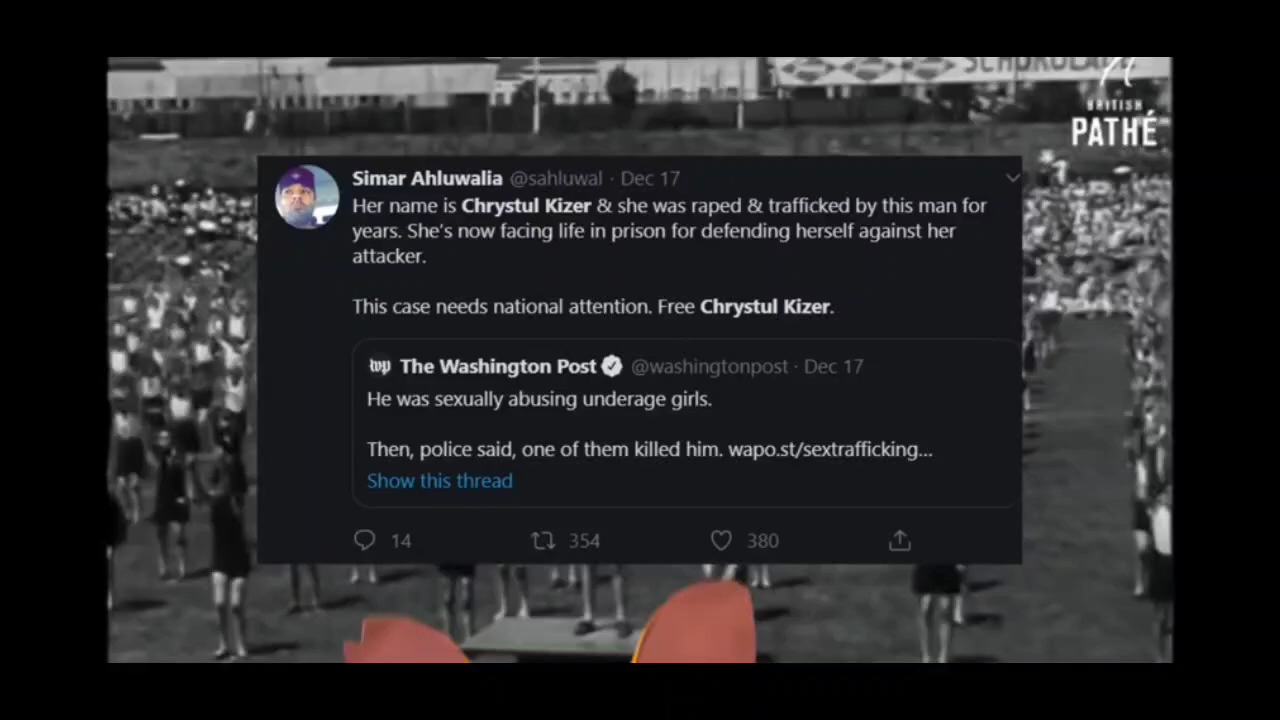 SCHOKOLADE
BRITISH
PATHÉ
Simar Ahluwalia @sahluwal · Dec 17
Her name is Chrystul Kizer & she was raped & trafficked by this man for
years. She's now facing life in prison for defending herself against her
attacker.
This case needs national attention. Free Chrystul Kizer.
wp The Washington Post @washingtonpost · Dec 17
He was sexually abusing underage girls.
Then, police said, one of them killed him. wapo.st/sextrafficking...
Show this thread
14
354
380